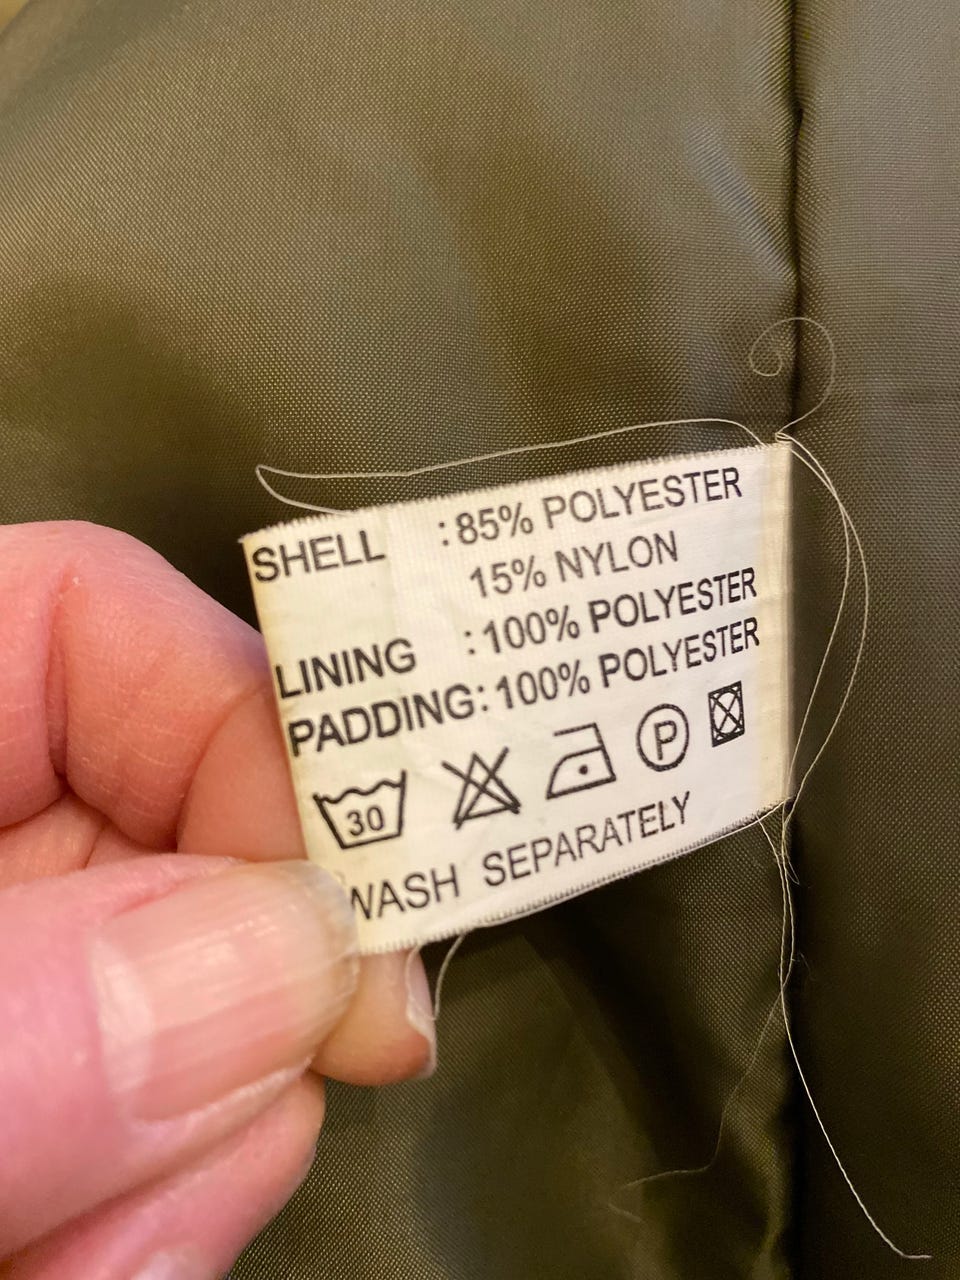 SHELL :85% POLYESTER
15% NYLON
LINING :100% POLYESTER
PADDING:100% POLYESTER
30 P
WASH SEPARATELY